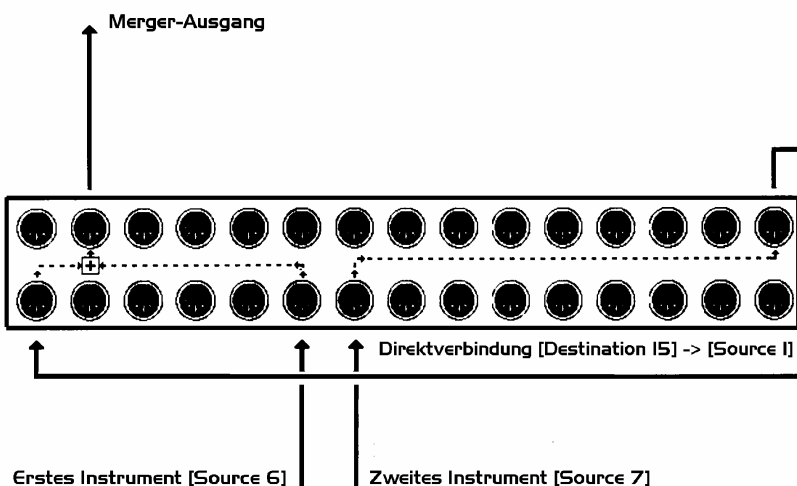 Merger-Ausgang
Direktverbindung [Destination 15] -> [Source 1]
Erstes Instrument [Source 6]
Zweites Instrument [Source 7]